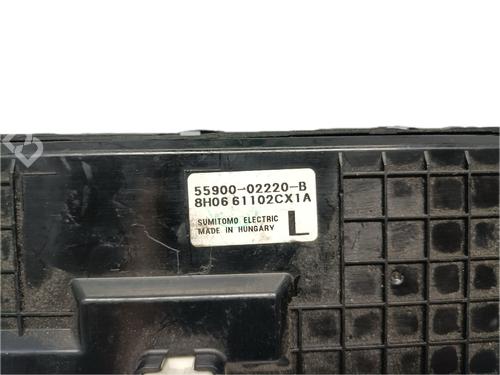 55900-02220-B
8H06 61102CX1A
SUMITOMO ELECTRIC
MADE IN HUNGARY
L